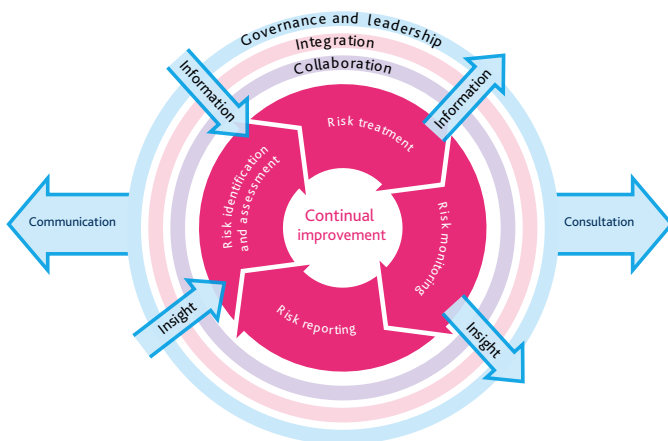 Governance and leadership
Integration
Collaboration
Information
Information
Risk treatment
Risk identification
and assessment
Continual
improvement
Risk monitoring
Communication
Consultation
Risk reporting
Insight
Insight